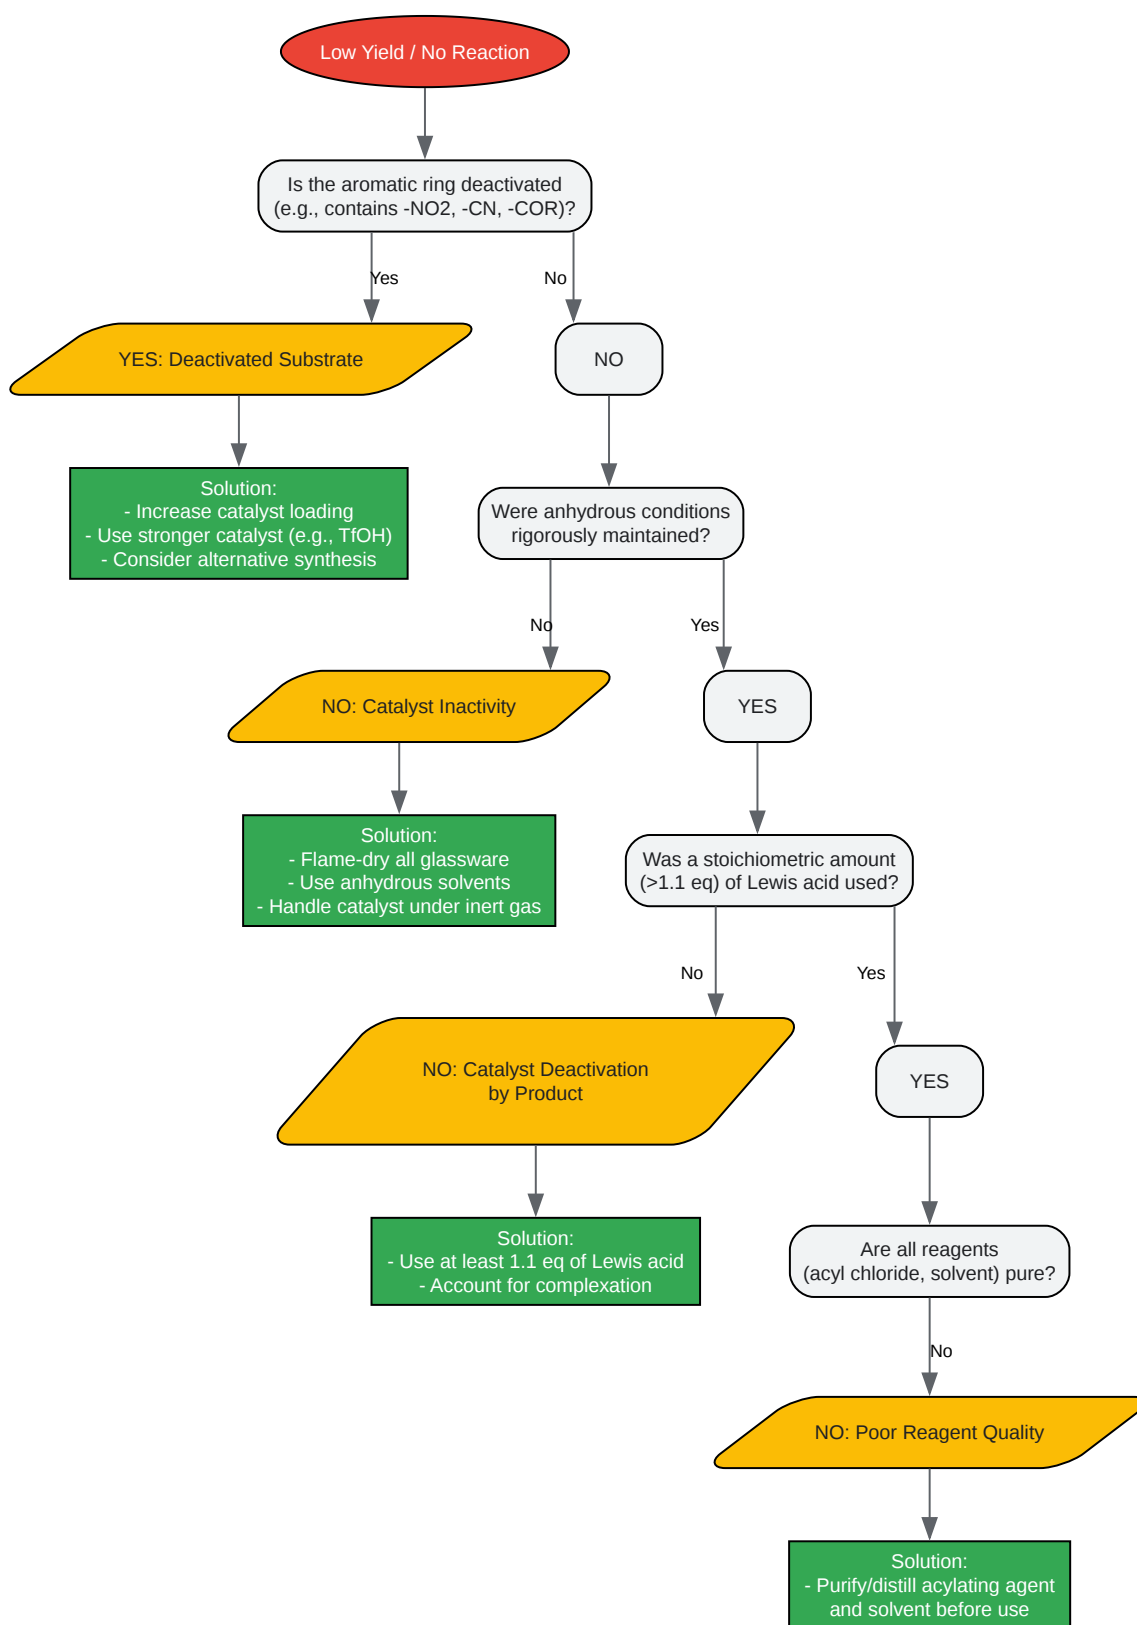 Low Yield / No Reaction
Is the aromatic ring deactivated
(e.g., contains -NO2, -CN, -COR)?
Yes
No
YES: Deactivated Substrate
NO
Solution:
- Increase catalyst loading
- Use stronger catalyst (e.g., TfOH)
- Consider alternative synthesis
Were anhydrous conditions
rigorously maintained?
No
Yes
NO: Catalyst Inactivity
YES
Solution:
- Flame-dry all glassware
- Use anhydrous solvents
- Handle catalyst under inert gas
Was a stoichiometric amount
(>1.1 eq) of Lewis acid used?
No
Yes
NO: Catalyst Deactivation
by Product
YES
Solution:
- Use at least 1.1 eq of Lewis acid
- Account for complexation
Are all reagents
(acyl chloride, solvent) pure?
No
NO: Poor Reagent Quality
Solution:
- Purify/distill acylating agent
and solvent before use